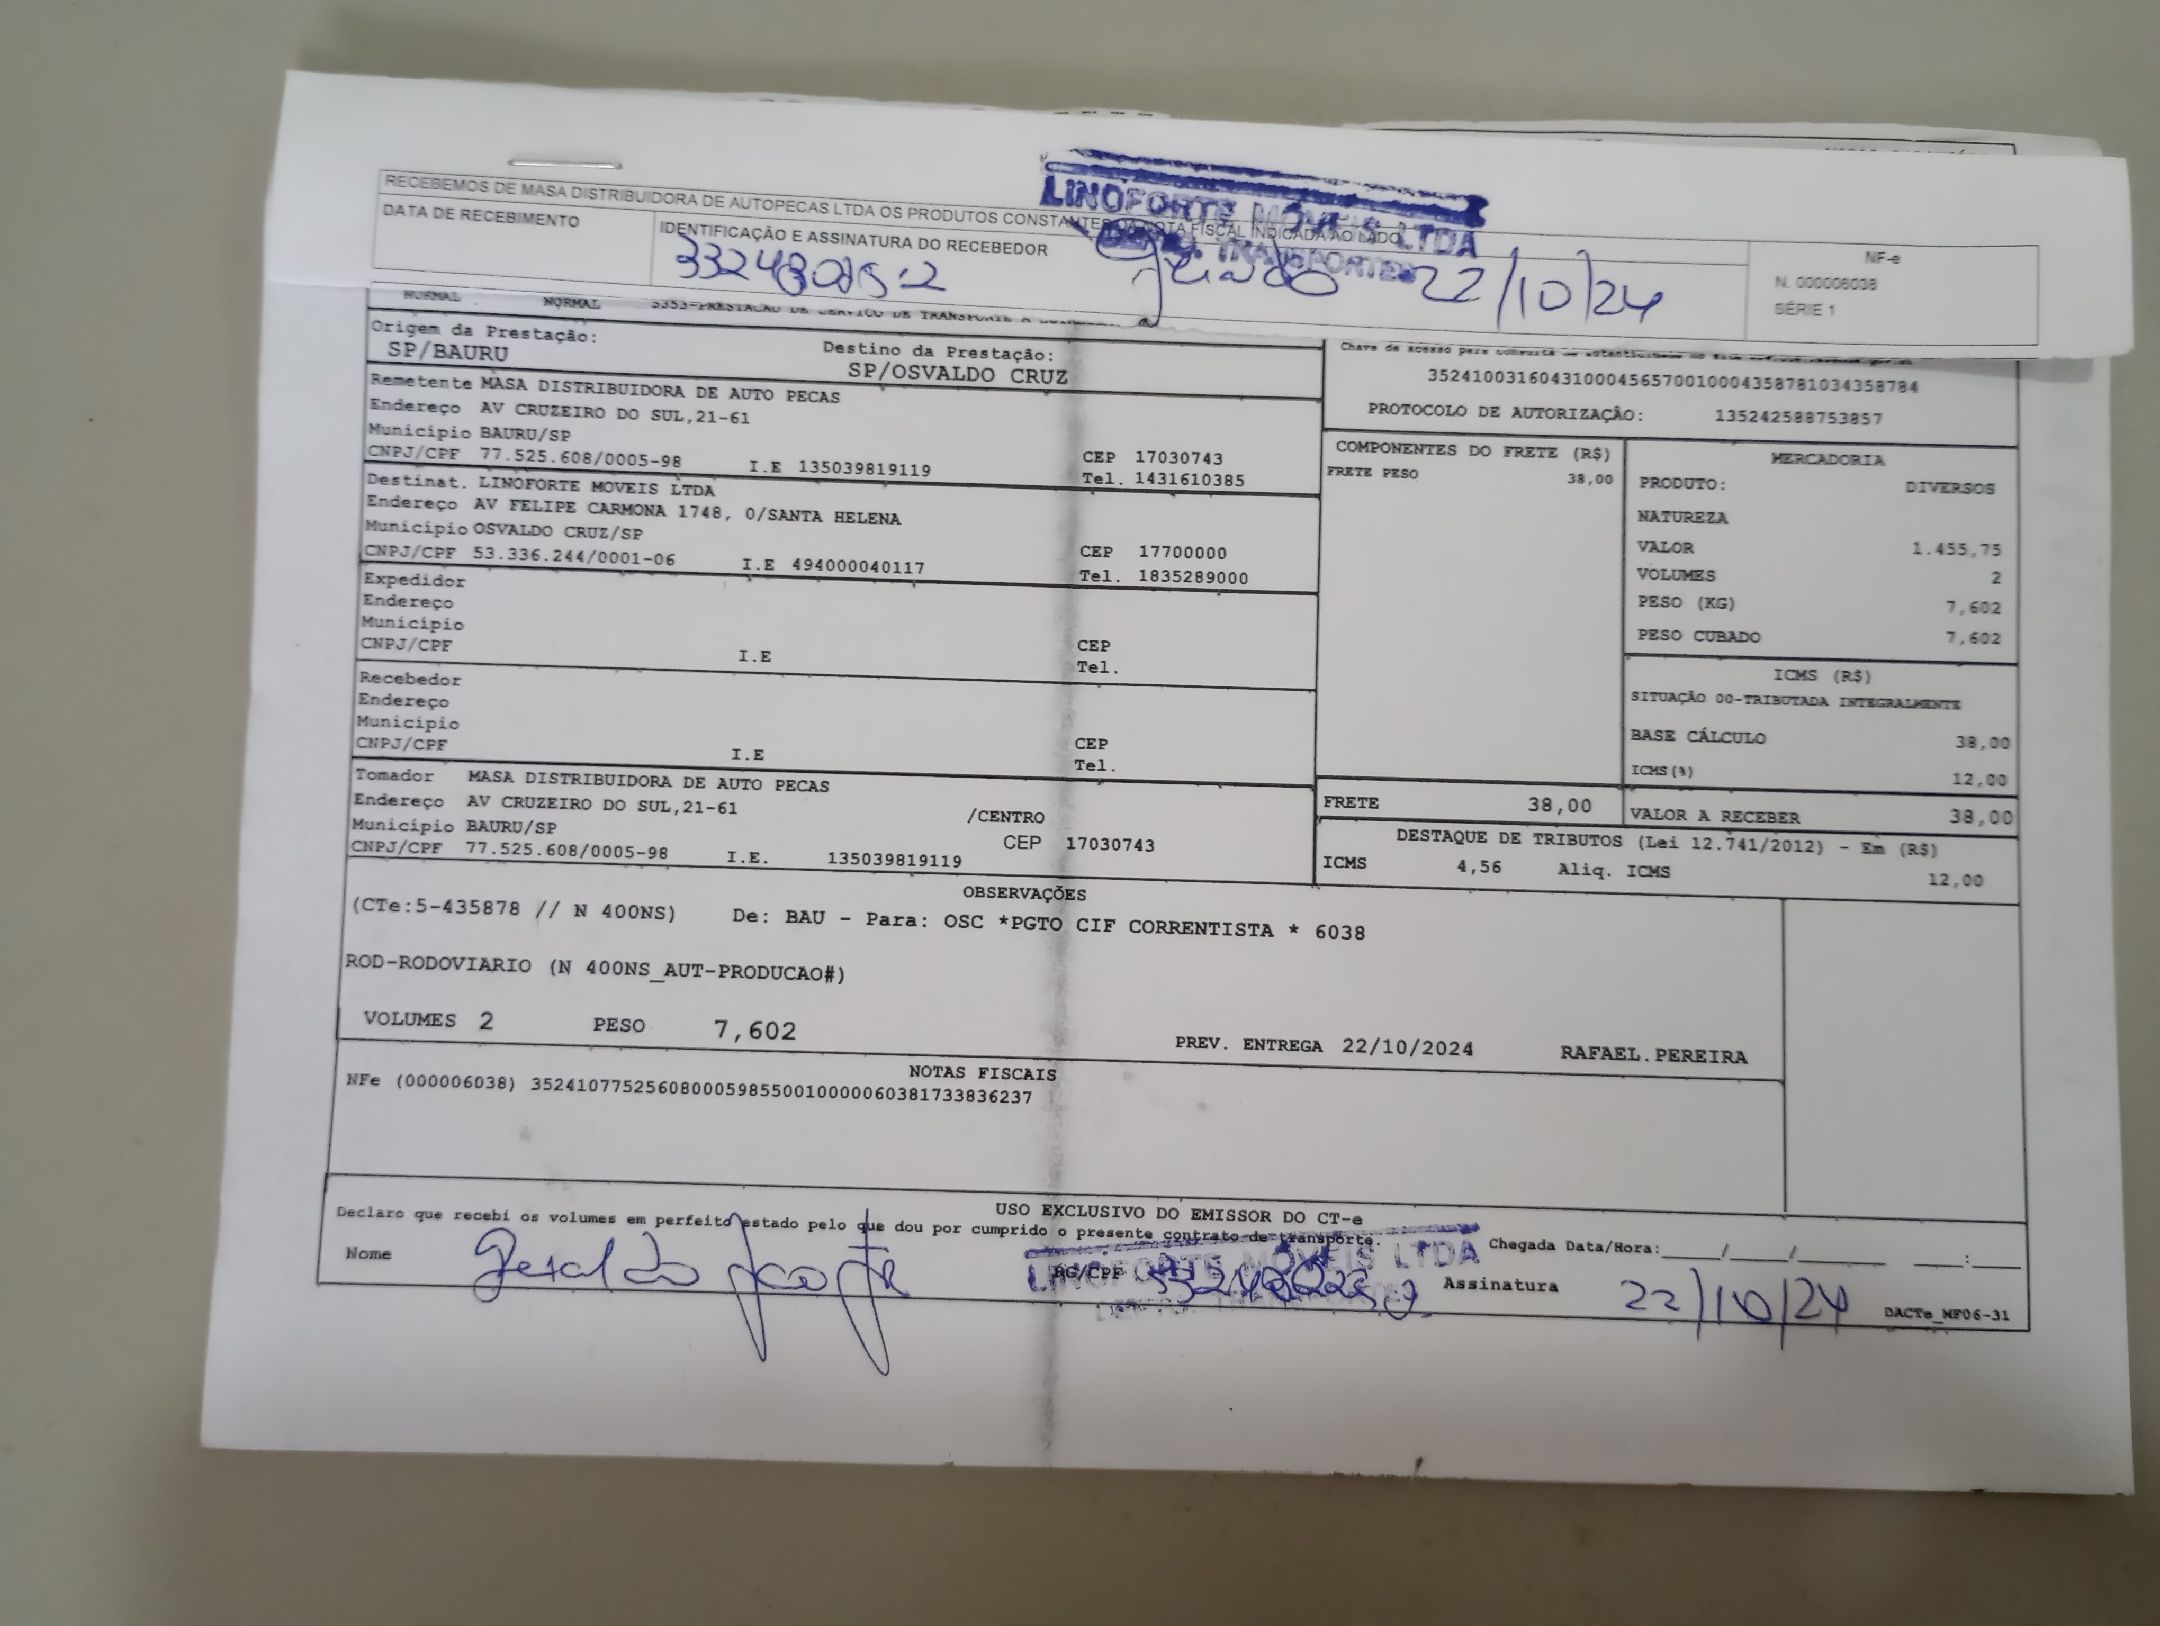 RECEBEMOS DE MASA DISTRIBUIDORA DE AUTOPECAS LTDA OS PRODUTOS CONSTANTES DA NOTA FISCAL INDICADA AO LADO
LINOFORTE MÓVEIS LTDA
DATA DE RECEBIMENTO
IDENTIFICAÇÃO E ASSINATURA DO RECEBEDOR
22/10/24
NF-e
N. 000006038
SÉRIE 1
NORMAL NORMAL 5353-PRESTACAO DE SERVICO DE TRANSPORTE A
Origem da Prestação:
SP/BAURU
Destino da Prestação:
SP/OSVALDO CRUZ
Chave de acesso para consulta de autenticidade no site
35241003160431000456570010004358781034358784
PROTOCOLO DE AUTORIZAÇÃO: 135242588753857
Remetente MASA DISTRIBUIDORA DE AUTO PECAS
Endereço AV CRUZEIRO DO SUL,21-61
Município BAURU/SP
CNPJ/CPF 77.525.608/0005-98 I.E 135039819119
CEP 17030743
Tel. 1431610385
Destinat. LINOFORTE MOVEIS LTDA
Endereço AV FELIPE CARMONA 1748, 0/SANTA HELENA
Município OSVALDO CRUZ/SP
CNPJ/CPF 53.336.244/0001-06 I.E 494000040117
CEP 17700000
Tel. 1835289000
Expedidor
Endereço
Município
CNPJ/CPF I.E
CEP
Tel.
Recebedor
Endereço
Município
CNPJ/CPF I.E
CEP
Tel.
Tomador MASA DISTRIBUIDORA DE AUTO PECAS
Endereço AV CRUZEIRO DO SUL,21-61 /CENTRO
Município BAURU/SP CEP 17030743
CNPJ/CPF 77.525.608/0005-98 I.E. 135039819119
COMPONENTES DO FRETE (R$)
FRETE PESO 38,00
MERCADORIA
PRODUTO: DIVERSOS
NATUREZA
VALOR 1.455,75
VOLUMES 2
PESO (KG) 7,602
PESO CUBADO 7,602
ICMS (R$)
SITUAÇÃO 00-TRIBUTADA INTEGRALMENTE
BASE CÁLCULO 38,00
ICMS(%) 12,00
FRETE 38,00
VALOR A RECEBER 38,00
DESTAQUE DE TRIBUTOS (Lei 12.741/2012) - Em (R$)
ICMS 4,56 Aliq. ICMS 12,00
OBSERVAÇÕES
(CTe:5-435878 // N 400NS) De: BAU - Para: OSC *PGTO CIF CORRENTISTA * 6038
ROD-RODOVIARIO (N 400NS_AUT-PRODUCAO#)
VOLUMES 2 PESO 7,602
PREV. ENTREGA 22/10/2024 RAFAEL.PEREIRA
NOTAS FISCAIS
NFe (000006038) 35241077525608000598550010000060381733836237
USO EXCLUSIVO DO EMISSOR DO CT-e
Declaro que recebi os volumes em perfeito estado pelo que dou por cumprido o presente contrato de transporte.
Nome Geraldo
LINOFORTE MÓVEIS LTDA
RG/CPF
Chegada Data/Hora:____/____/______ ___:___
Assinatura 22/10/24
DACTe_MF06-31